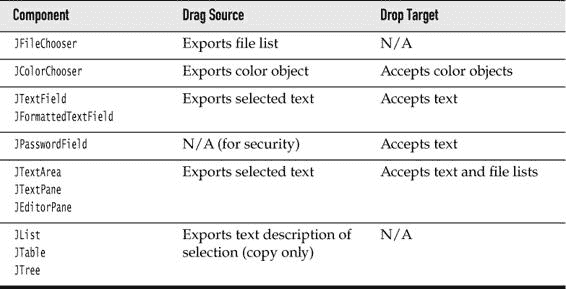 Component Drag Source Drop Target
JFileChooser Exports file list N/A
JColorChooser Exports color object Accepts color objects
JTextField Exports selected text Accepts text
JFormattedTextField
JPasswordField N/A (for security) Accepts text
JTextArea Exports selected text Accepts text and file lists
JTextPane
JEditorPane
JList Exports text description of N/A
JTable selection (copy only)
JTree